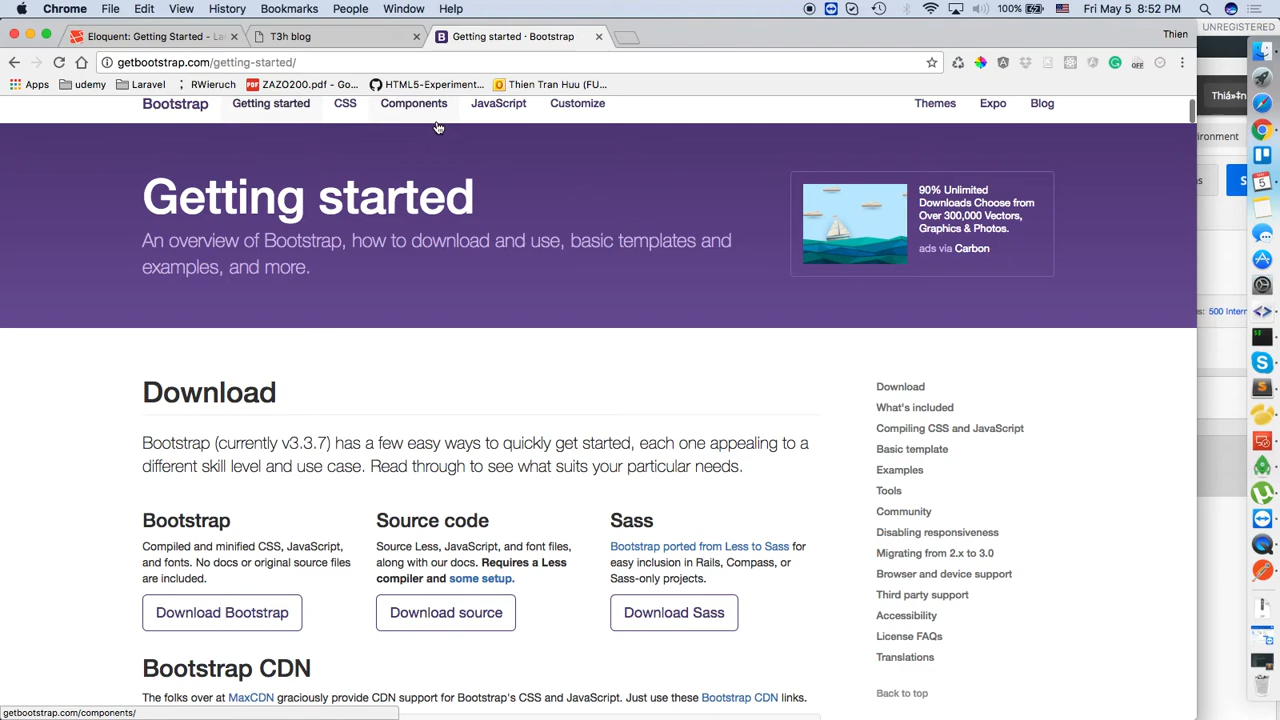 Chrome File Edit View History Bookmarks People Window Help 100% Fri May 5 8:52 PM
UNREGISTERED
Eloquent: Getting Started - La
T3h blog
Getting started · Bootstrap
Thien
getbootstrap.com/getting-started/
Apps udemy Laravel RWieruch ZAZO200.pdf - Go... HTML5-Experiment... Thien Tran Huu (FU...
Bootstrap Getting started CSS Components JavaScript Customize Themes Expo Blog
Getting started
An overview of Bootstrap, how to download and use, basic templates and
examples, and more.
90% Unlimited
Downloads Choose from
Over 300,000 Vectors,
Graphics & Photos.
ads via Carbon
Download
Bootstrap (currently v3.3.7) has a few easy ways to quickly get started, each one appealing to a
different skill level and use case. Read through to see what suits your particular needs.
Bootstrap
Compiled and minified CSS, JavaScript,
and fonts. No docs or original source files
are included.
Download Bootstrap
Source code
Source Less, JavaScript, and font files,
along with our docs. Requires a Less
compiler and some setup.
Download source
Sass
Bootstrap ported from Less to Sass for
easy inclusion in Rails, Compass, or
Sass-only projects.
Download Sass
Bootstrap CDN
The folks over at MaxCDN graciously provide CDN support for Bootstrap's CSS and JavaScript. Just use these Bootstrap CDN links.
Download
What's included
Compiling CSS and JavaScript
Basic template
Examples
Tools
Community
Disabling responsiveness
Migrating from 2.x to 3.0
Browser and device support
Third party support
Accessibility
License FAQs
Translations
Back to top
ironment
500 Intern
getbootstrap.com/components/